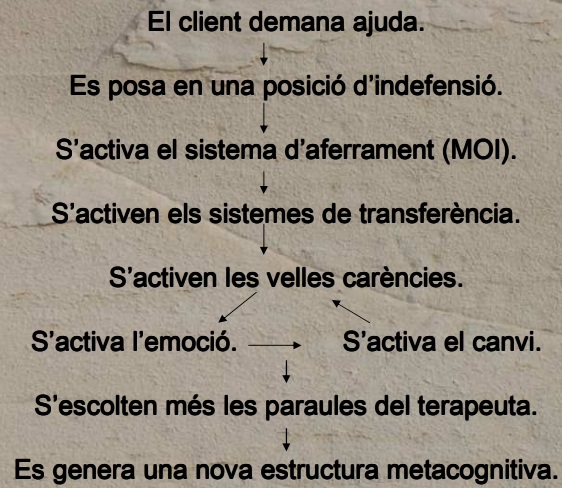 El client demana ajuda.
Es posa en una posició d'indefensió.
S'activa el sistema d'aferrament (MOI).
S'activen els sistemes de transferència.
S'activen les velles carències.
S'activa l'emoció.
S'activa el canvi.
S'escolten més les paraules del terapeuta.
Es genera una nova estructura metacognitiva.